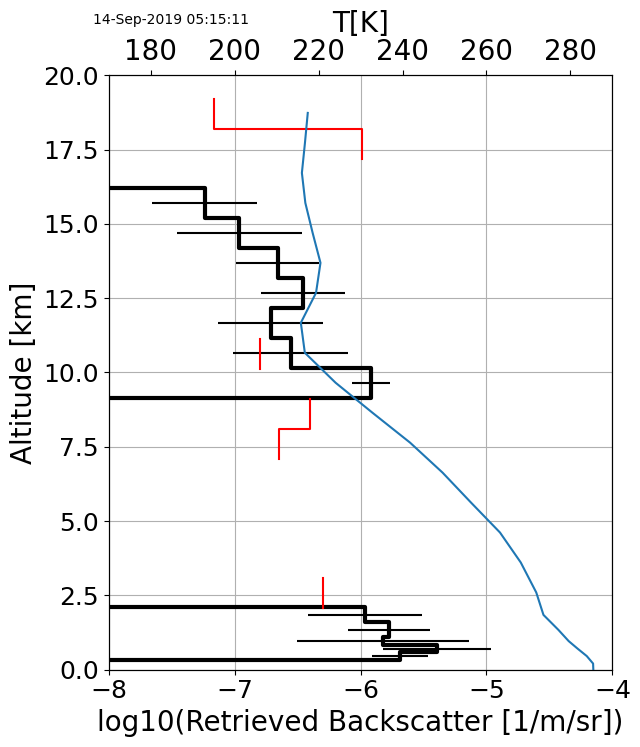 14-Sep-2019 05:15:11
T[K]
180 200 220 240 260 280
20.0
17.5
15.0
12.5
10.0
7.5
5.0
2.5
0.0
Altitude [km]
−8 −7 −6 −5 −4
log10(Retrieved Backscatter [1/m/sr])